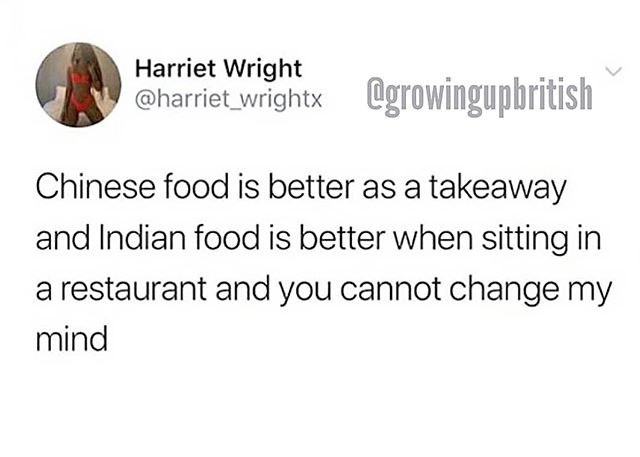 Harriet Wright
@harriet_wrightx
@growingupbritish
Chinese food is better as a takeaway
and Indian food is better when sitting in
a restaurant and you cannot change my
mind